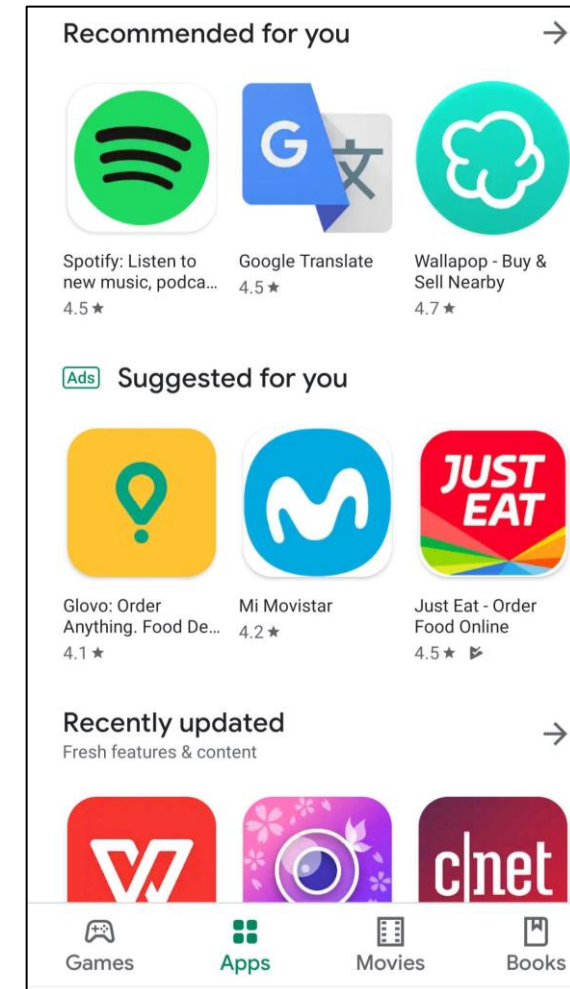 Recommended for you
G 文
Spotify: Listen to
new music, podca...
4.5 ★
Google Translate
4.5 ★
Wallapop - Buy &
Sell Nearby
4.7 ★
Ads Suggested for you
JUST
EAT
Glovo: Order
Anything. Food De...
4.1 ★
Mi Movistar
4.2 ★
Just Eat - Order
Food Online
4.5 ★
Recently updated
Fresh features & content
W
c|net
Games
Apps
Movies
Books